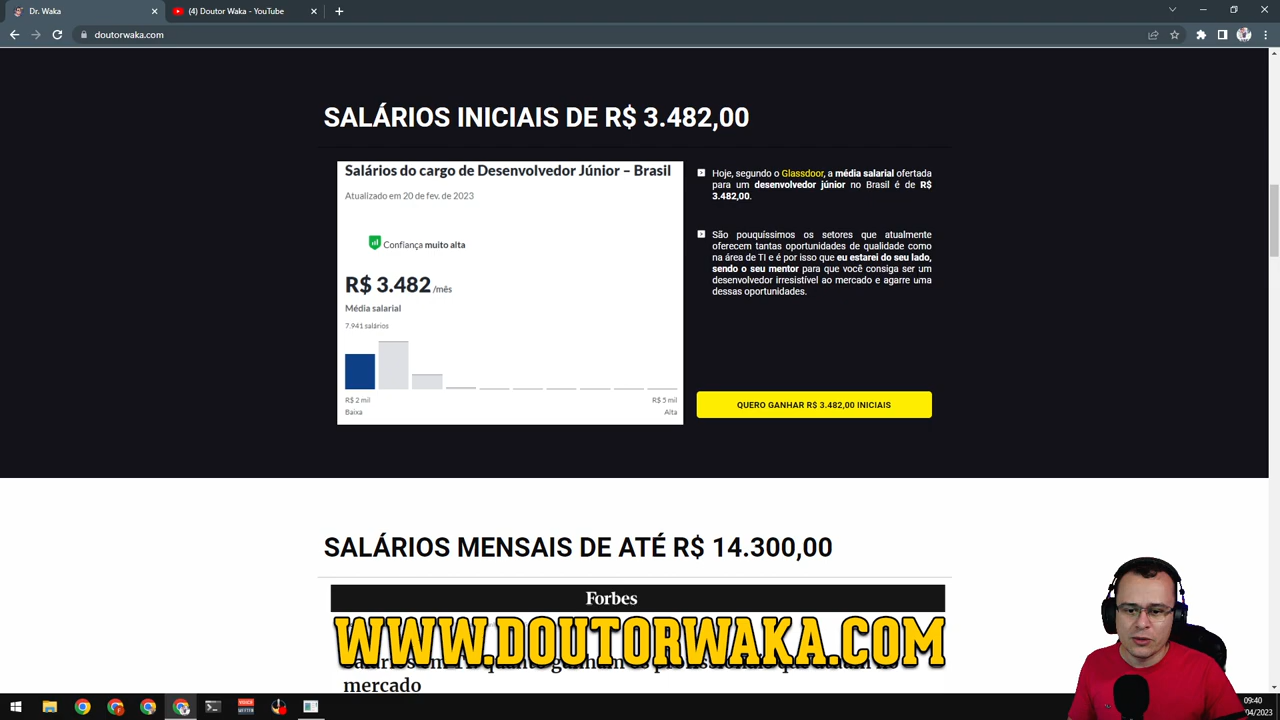 Dr. Waka
(4) Doutor Waka - YouTube
doutorwaka.com
SALÁRIOS INICIAIS DE R$ 3.482,00
Salários do cargo de Desenvolvedor Júnior – Brasil
Atualizado em 20 de fev. de 2023
Confiança muito alta
R$ 3.482 /mês
Média salarial
7.941 salários
R$ 2 mil
R$ 5 mil
Baixa
Alta
Hoje, segundo o Glassdoor, a média salarial ofertada
para um desenvolvedor júnior no Brasil é de R$
3.482,00.
São pouquíssimos os setores que atualmente
oferecem tantas oportunidades de qualidade como
na área de TI e é por isso que eu estarei do seu lado,
sendo o seu mentor para que você consiga ser um
desenvolvedor irresistível ao mercado e agarre uma
dessas oportunidades.
QUERO GANHAR R$ 3.482,00 INICIAIS
SALÁRIOS MENSAIS DE ATÉ R$ 14.300,00
Forbes
WWW.DOUTORWAKA.COM
mercado
09:40
/04/2023